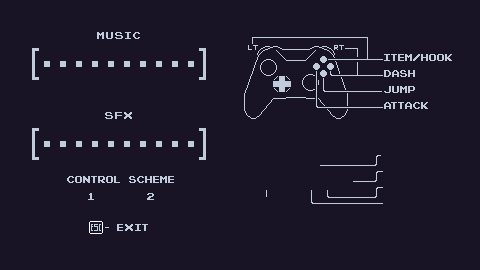 MUSIC
LT
RT
ITEM/HOOK
DASH
JUMP
ATTACK
SFX
CONTROL SCHEME
1 2
ESC - EXIT